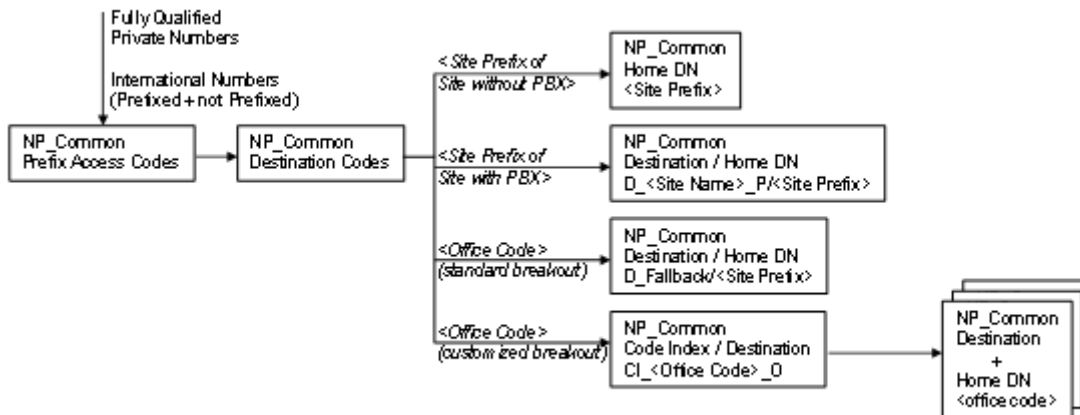 Fully Qualified
Private Numbers
International Numbers
(Prefixed + not Prefixed)
NP_Common
Prefix Access Codes
NP_Common
Destination Codes
<Site Prefix of
Site without PBX>
NP_Common
Home DN
<Site Prefix>
<Site Prefix of
Site with PBX>
NP_Common
Destination / Home DN
D_<Site Name>_P/<Site Prefix>
<Office Code>
(standard breakout)
NP_Common
Destination / Home DN
D_Fallback/<Site Prefix>
<Office Code>
(customized breakout)
NP_Common
Code Index / Destination
CI_<Office Code>_O
NP_Common
Destination
+
Home DN
<office code>